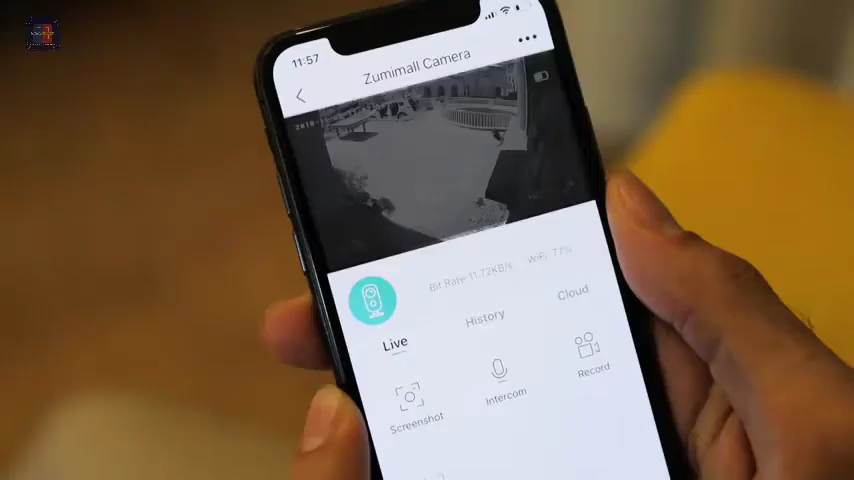 11:57
Zumimall Camera
Bit Rate:11.72KB/s WiFi: 77%
Live
History
Cloud
Screenshot
Intercom
Record